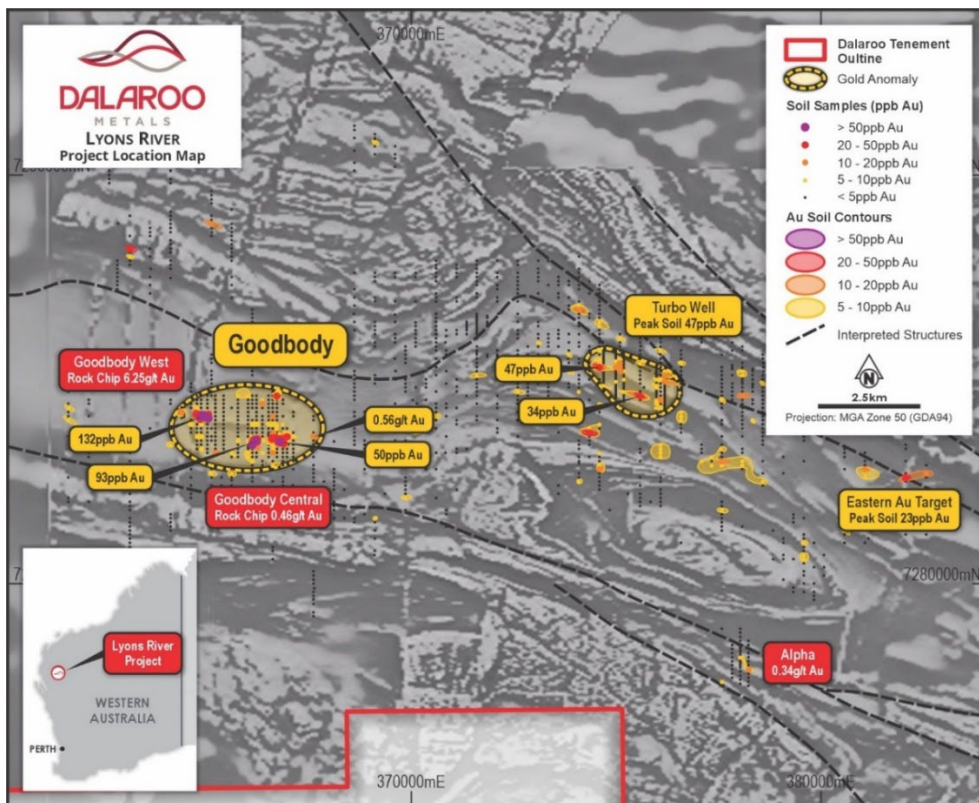 DALAROO
METALS
LYONS RIVER
Project Location Map
370000mE
Dalaroo Tenement
Oultine
Gold Anomaly
Soil Samples (ppb Au)
> 50ppb Au
20 - 50ppb Au
10 - 20ppb Au
5 - 10ppb Au
< 5ppb Au
Au Soil Contours
> 50ppb Au
20 - 50ppb Au
10 - 20ppb Au
5 - 10ppb Au
Interpreted Structures
N
2.5km
Projection: MGA Zone 50 (GDA94)
Turbo Well
Peak Soil 47ppb Au
Goodbody
Goodbody West
Rock Chip 6.25g/t Au
47ppb Au
34ppb Au
0.56g/t Au
132ppb Au
50ppb Au
93ppb Au
Goodbody Central
Rock Chip 0.46g/t Au
Eastern Au Target
Peak Soil 23ppb Au
7280000mN
Lyons River
Project
WESTERN
AUSTRALIA
PERTH
Alpha
0.34g/t Au
370000mE
380000mE